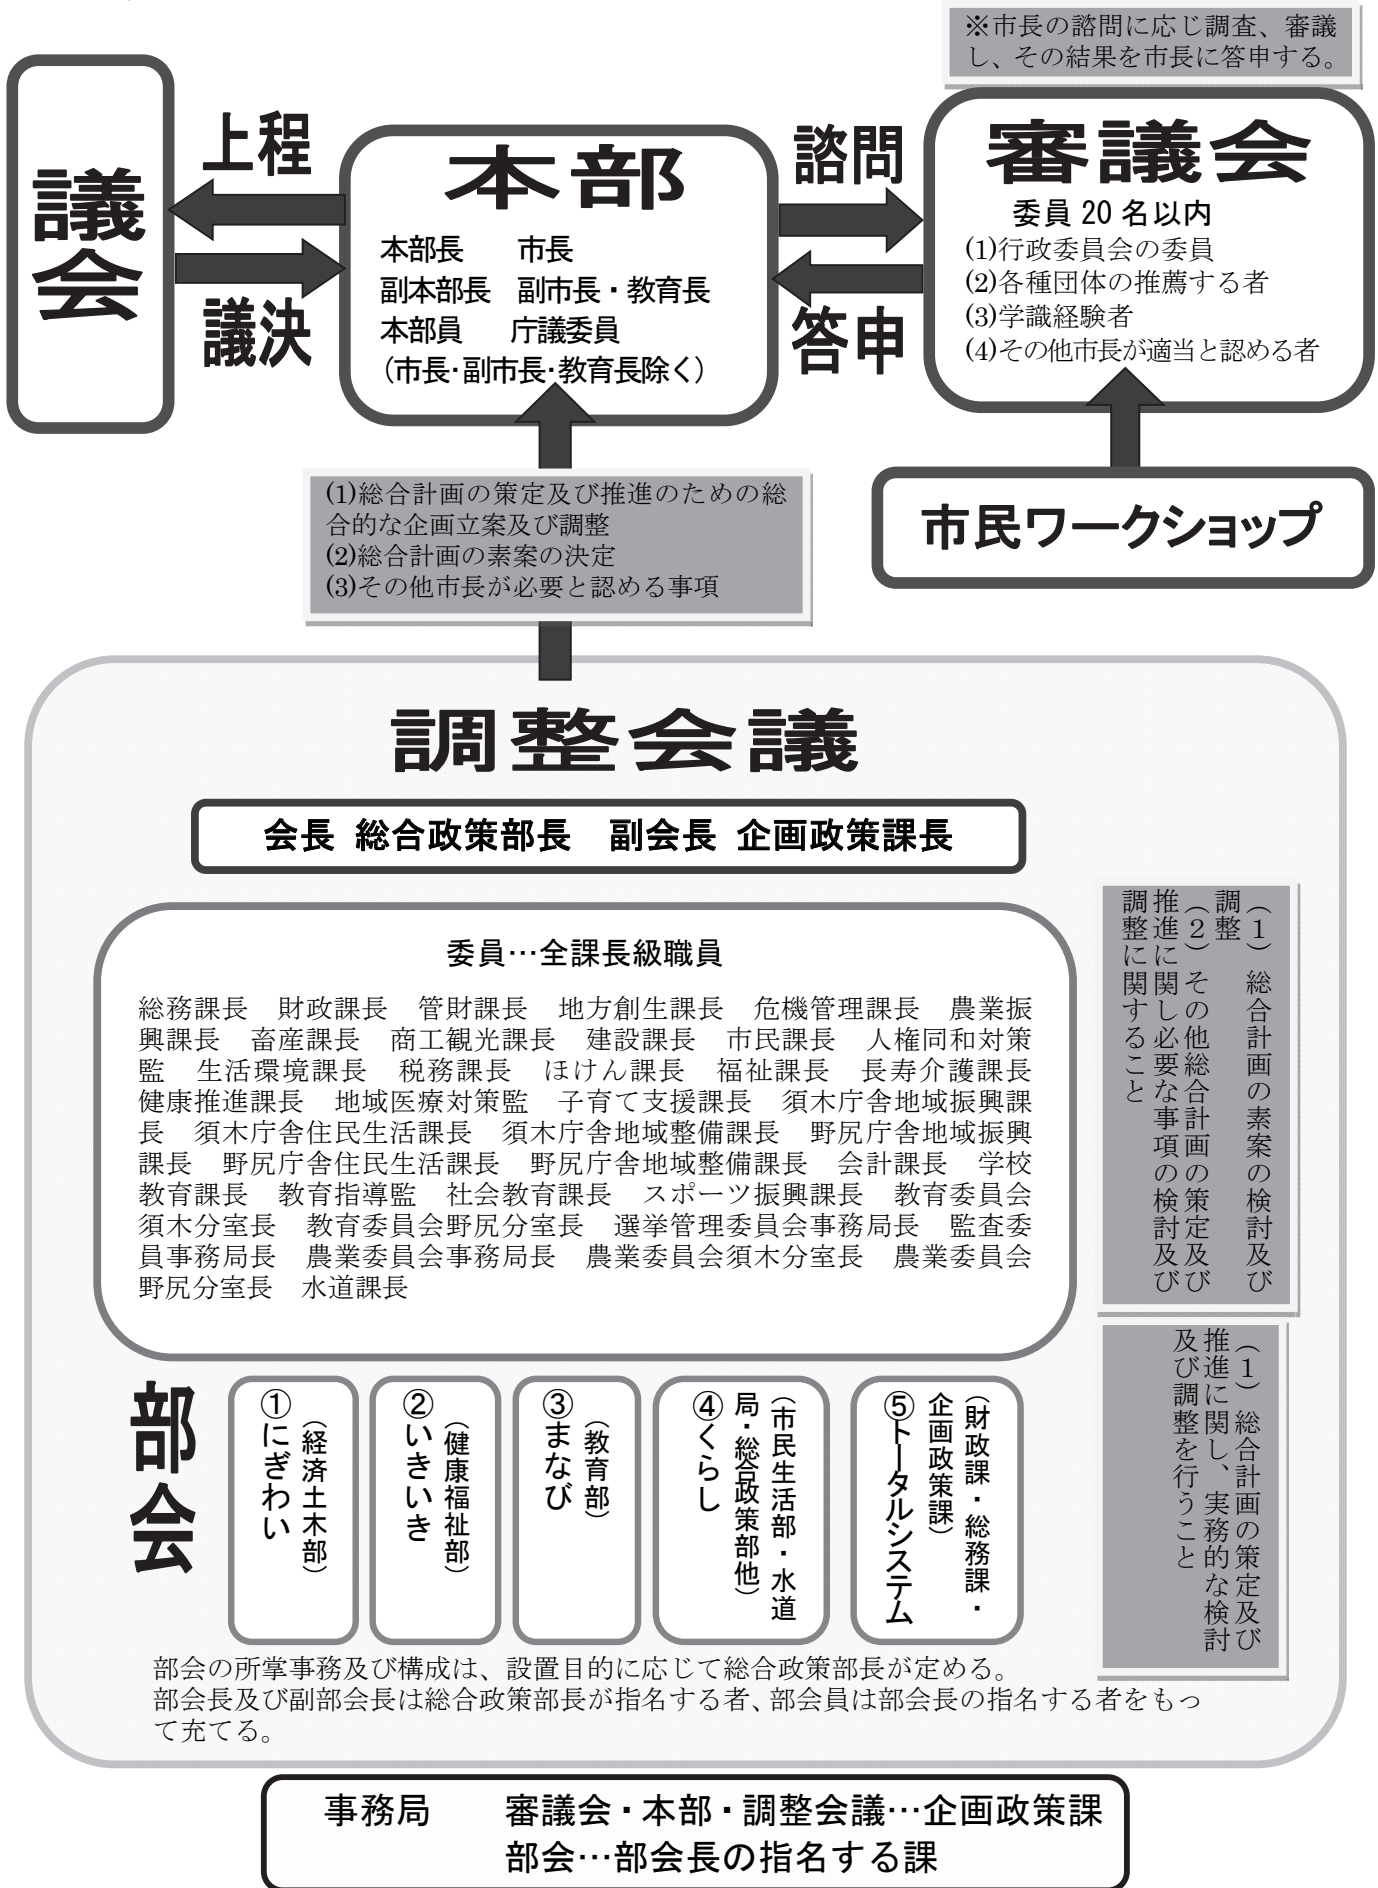 ※市長の諮問に応じ調査、審議
し、その結果を市長に答申する。
議会
上程
議決
本部
本部長　市長
副本部長　副市長・教育長
本部員　庁議委員
（市長・副市長・教育長除く）
諮問
答申
審議会
委員 20 名以内
(1)行政委員会の委員
(2)各種団体の推薦する者
(3)学識経験者
(4)その他市長が適当と認める者
市民ワークショップ
(1)総合計画の策定及び推進のための総
合的な企画立案及び調整
(2)総合計画の素案の決定
(3)その他市長が必要と認める事項
調整会議
会長 総合政策部長　副会長 企画政策課長
委員…全課長級職員
総務課長　財政課長　管財課長　地方創生課長　危機管理課長　農業振
興課長　畜産課長　商工観光課長　建設課長　市民課長　人権同和対策
監　生活環境課長　税務課長　ほけん課長　福祉課長　長寿介護課長
健康推進課長　地域医療対策監　子育て支援課長　須木庁舎地域振興課
長　須木庁舎住民生活課長　須木庁舎地域整備課長　野尻庁舎地域振興
課長　野尻庁舎住民生活課長　野尻庁舎地域整備課長　会計課長　学校
教育課長　教育指導監　社会教育課長　スポーツ振興課長　教育委員会
須木分室長　教育委員会野尻分室長　選挙管理委員会事務局長　監査委
員事務局長　農業委員会事務局長　農業委員会須木分室長　農業委員会
野尻分室長　水道課長
（１）総合計画の素案の検討及び
調整
（２）その他総合計画の策定及び
推進に関し必要な事項の検討及び
調整に関すること
部会
①にぎわい
（経済土木部）
②いきいき
（健康福祉部）
③まなび
（教育部）
④くらし
（市民生活部・水道
局・総合政策部他）
⑤トータルシステム
（財政課・総務課・
企画政策課）
（１）総合計画の策定及び
推進に関し、実務的な検討
及び調整を行うこと
部会の所掌事務及び構成は、設置目的に応じて総合政策部長が定める。
部会長及び副部会長は総合政策部長が指名する者、部会員は部会長の指名する者をもっ
て充てる。
事務局　審議会・本部・調整会議…企画政策課
部会…部会長の指名する課